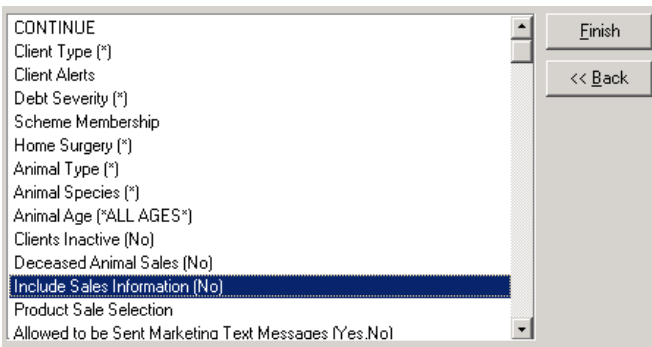 CONTINUE
Client Type (*)
Client Alerts
Debt Severity (*)
Scheme Membership
Home Surgery (*)
Animal Type (*)
Animal Species (*)
Animal Age (*ALL AGES*)
Clients Inactive (No)
Deceased Animal Sales (No)
Include Sales Information (No)
Product Sale Selection
Allowed to be Sent Marketing Text Messages (Yes,No)
Finish
<< Back